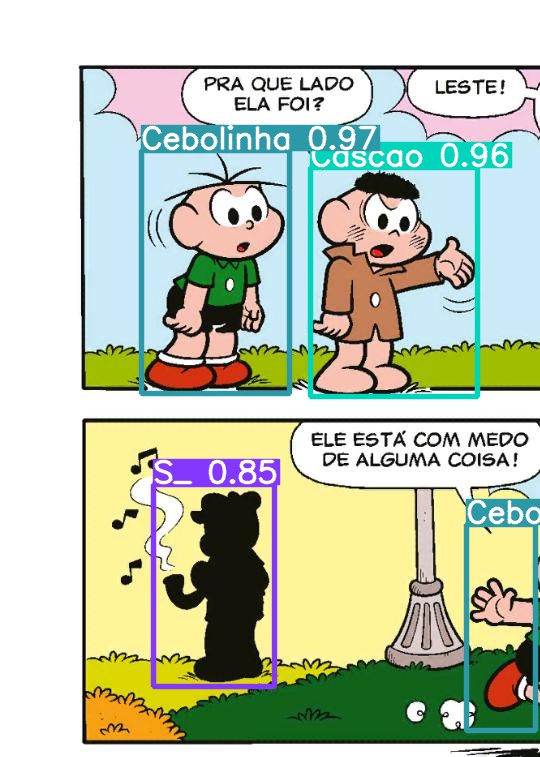 PRA QUE LADO
ELA FOI?
LESTE!
Cebolinha 0.97
Cascao 0.96
ELE ESTÁ COM MEDO
DE ALGUMA COISA!
S_ 0.85
Cebo